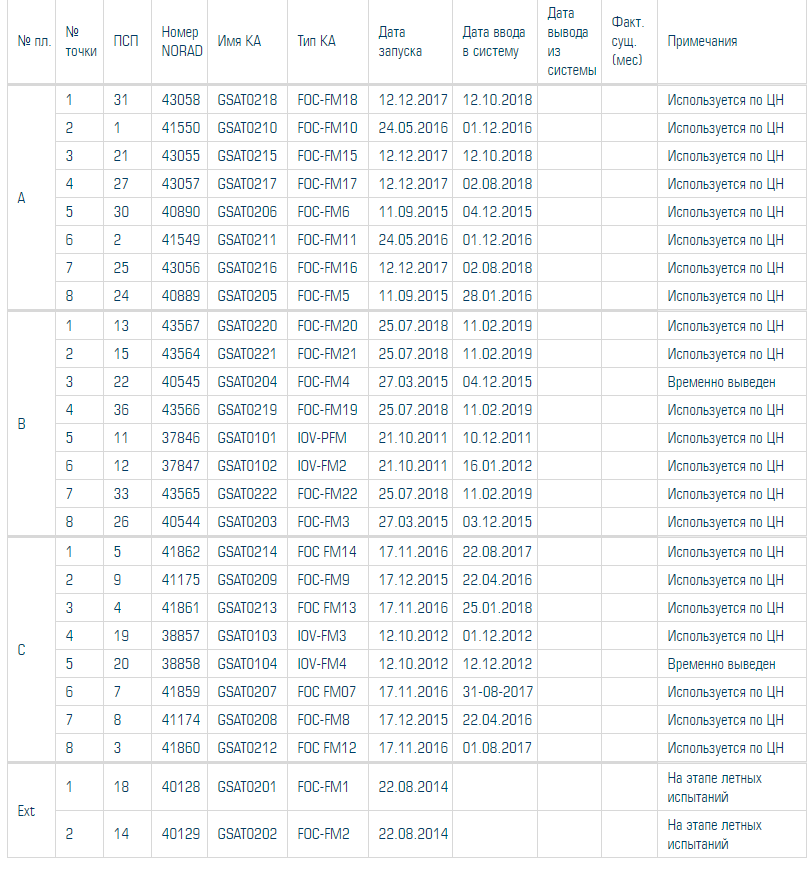 № пл. № точки ПСП Номер NORAD Имя КА Тип КА Дата запуска Дата ввода в систему Дата вывода из системы Факт. сущ. (мес) Примечания
A
1 31 43058 GSAT0218 FOC-FM18 12.12.2017 12.10.2018 Используется по ЦН
2 1 41550 GSAT0210 FOC-FM10 24.05.2016 01.12.2016 Используется по ЦН
3 21 43055 GSAT0215 FOC-FM15 12.12.2017 12.10.2018 Используется по ЦН
4 27 43057 GSAT0217 FOC-FM17 12.12.2017 02.08.2018 Используется по ЦН
5 30 40890 GSAT0206 FOC-FM6 11.09.2015 04.12.2015 Используется по ЦН
6 2 41549 GSAT0211 FOC-FM11 24.05.2016 01.12.2016 Используется по ЦН
7 25 43056 GSAT0216 FOC-FM16 12.12.2017 02.08.2018 Используется по ЦН
8 24 40889 GSAT0205 FOC-FM5 11.09.2015 28.01.2016 Используется по ЦН
B
1 13 43567 GSAT0220 FOC-FM20 25.07.2018 11.02.2019 Используется по ЦН
2 15 43564 GSAT0221 FOC-FM21 25.07.2018 11.02.2019 Используется по ЦН
3 22 40545 GSAT0204 FOC-FM4 27.03.2015 04.12.2015 Временно выведен
4 36 43566 GSAT0219 FOC-FM19 25.07.2018 11.02.2019 Используется по ЦН
5 11 37846 GSAT0101 IOV-PFM 21.10.2011 10.12.2011 Используется по ЦН
6 12 37847 GSAT0102 IOV-FM2 21.10.2011 16.01.2012 Используется по ЦН
7 33 43565 GSAT0222 FOC-FM22 25.07.2018 11.02.2019 Используется по ЦН
8 26 40544 GSAT0203 FOC-FM3 27.03.2015 03.12.2015 Используется по ЦН
C
1 5 41862 GSAT0214 FOC FM14 17.11.2016 22.08.2017 Используется по ЦН
2 9 41175 GSAT0209 FOC-FM9 17.12.2015 22.04.2016 Используется по ЦН
3 4 41861 GSAT0213 FOC FM13 17.11.2016 25.01.2018 Используется по ЦН
4 19 38857 GSAT0103 IOV-FM3 12.10.2012 01.12.2012 Используется по ЦН
5 20 38858 GSAT0104 IOV-FM4 12.10.2012 12.12.2012 Временно выведен
6 7 41859 GSAT0207 FOC FM07 17.11.2016 31-08-2017 Используется по ЦН
7 8 41174 GSAT0208 FOC-FM8 17.12.2015 22.04.2016 Используется по ЦН
8 3 41860 GSAT0212 FOC FM12 17.11.2016 01.08.2017 Используется по ЦН
Ext
1 18 40128 GSAT0201 FOC-FM1 22.08.2014 На этапе летных испытаний
2 14 40129 GSAT0202 FOC-FM2 22.08.2014 На этапе летных испытаний